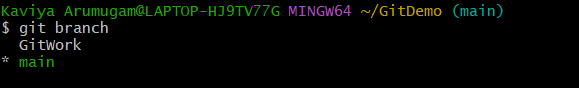 Kaviya Arumugam@LAPTOP-HJ9TV77G MINGW64 ~/GitDemo (main)
$ git branch
  GitWork
* main